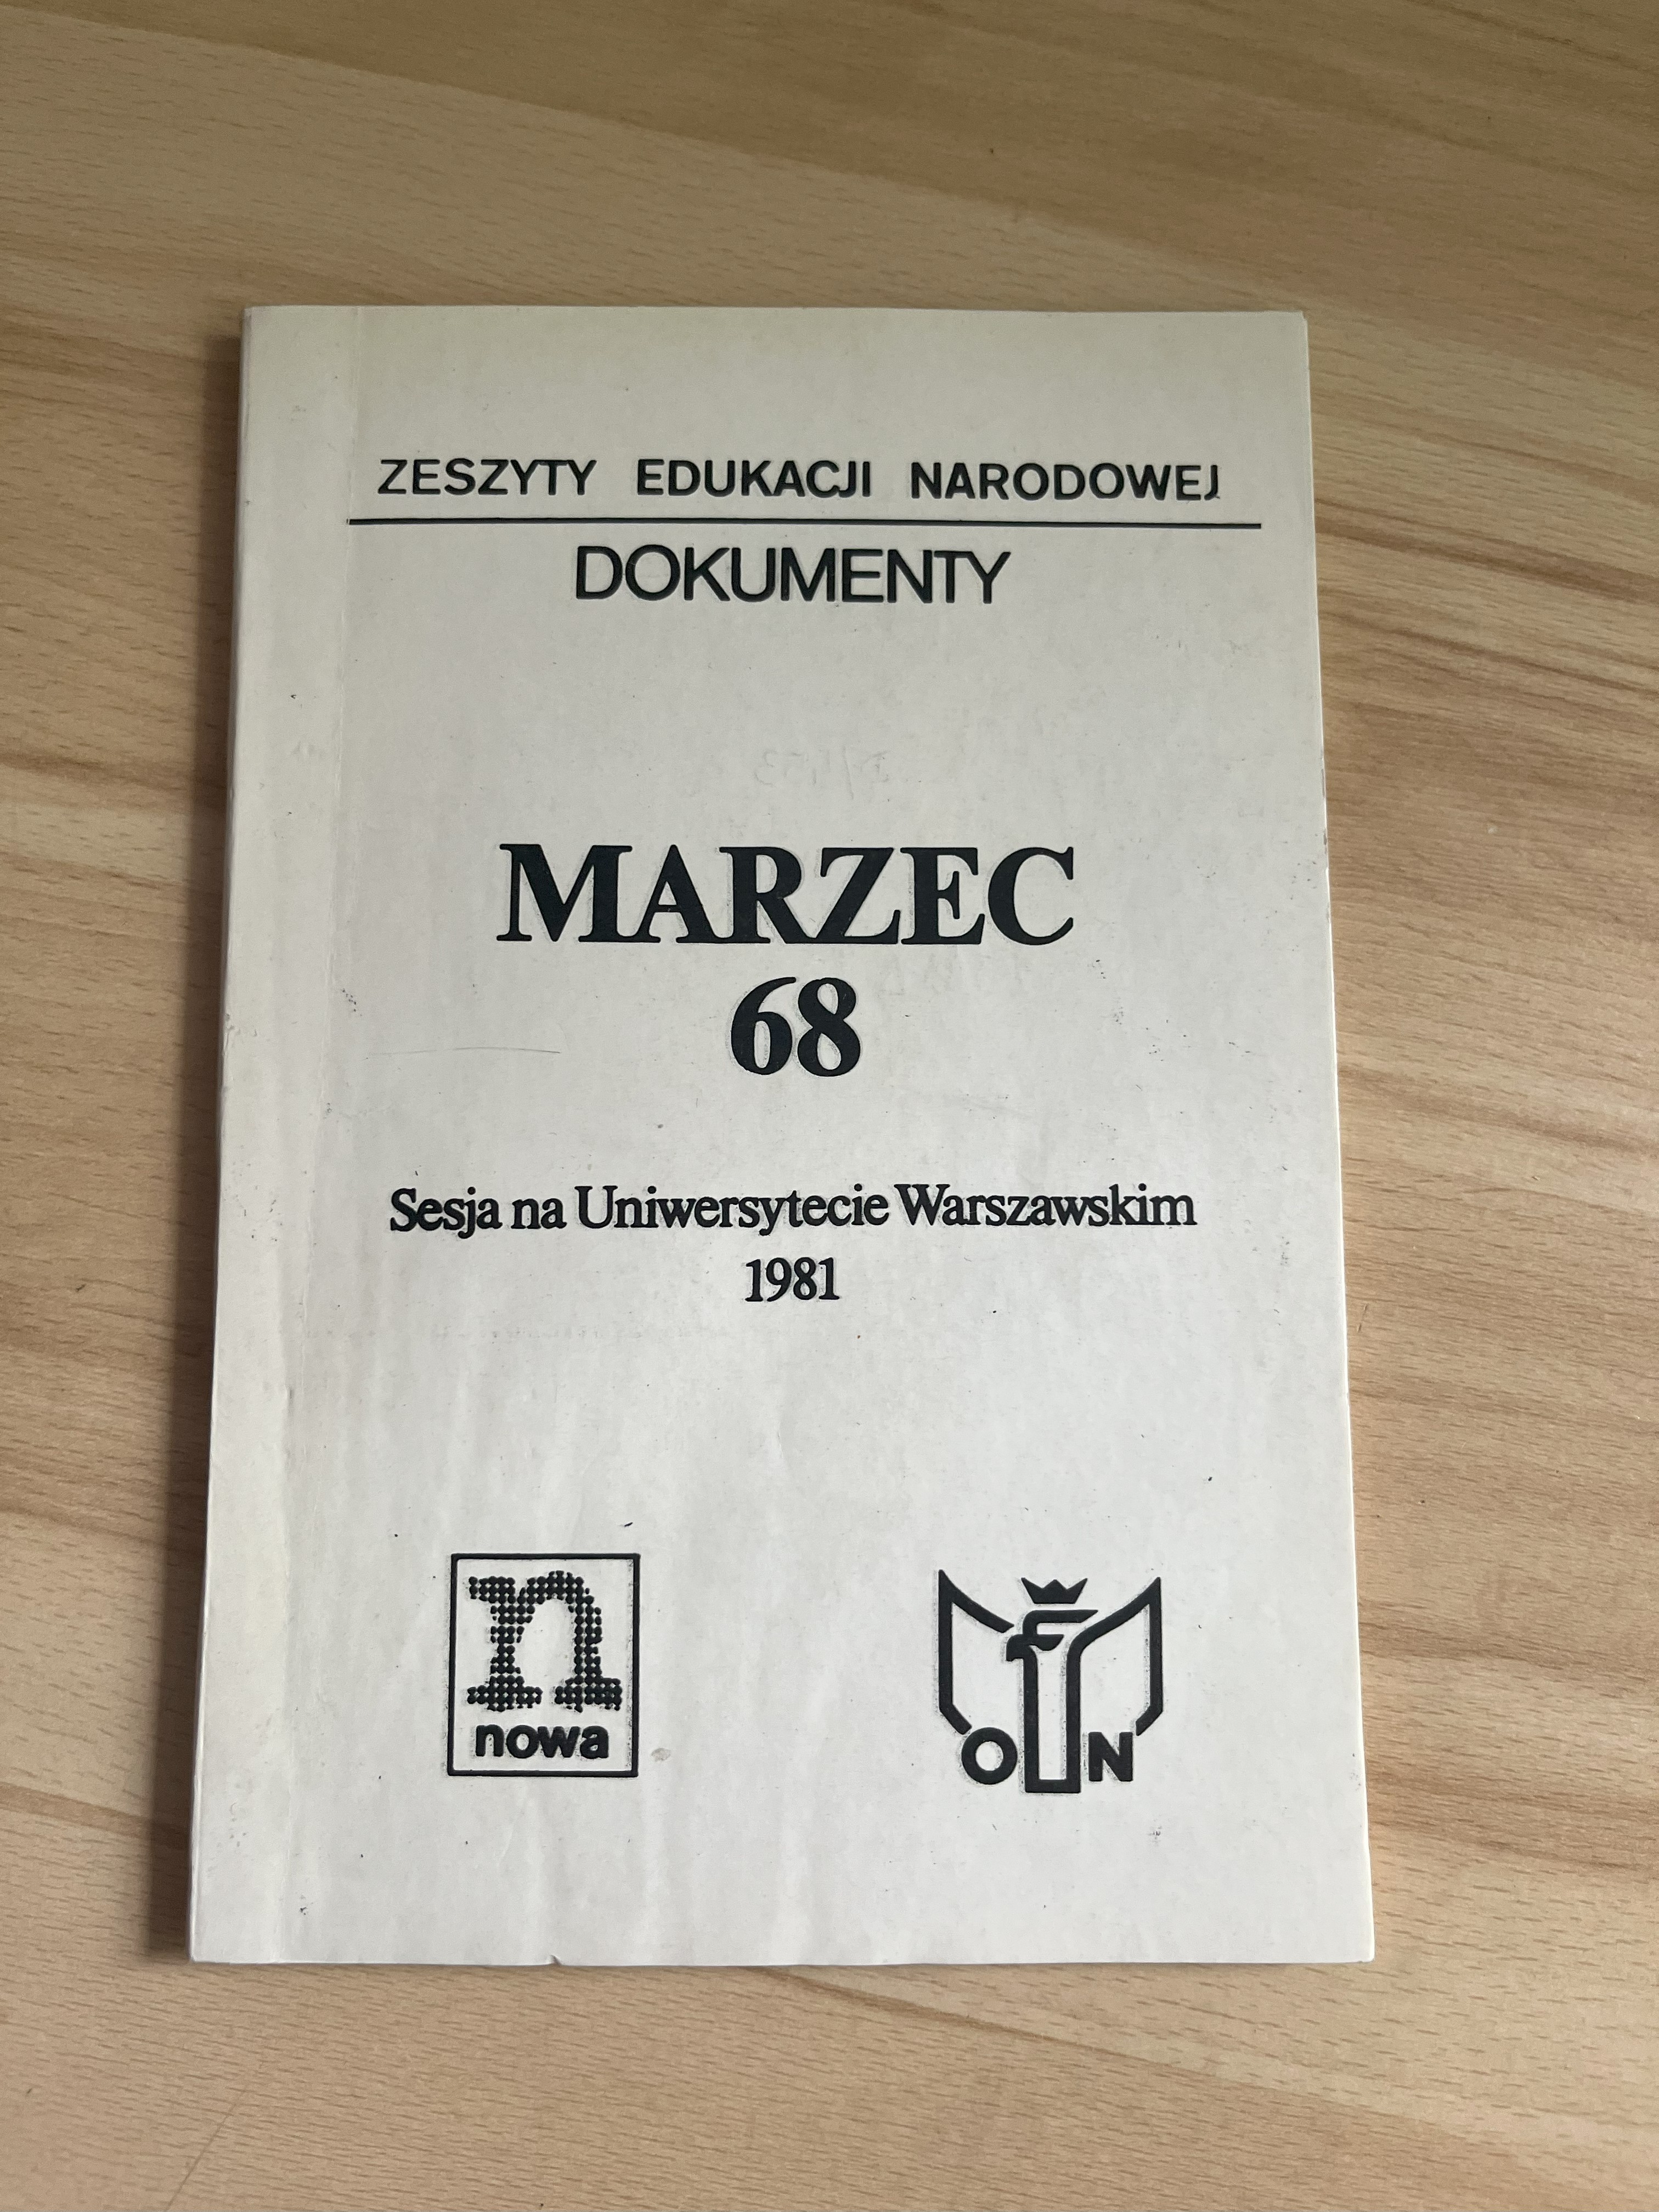 ZESZYTY EDUKACJI NARODOWEJ
DOKUMENTY
MARZEC
68
Sesja na Uniwersytecie Warszawskim
1981
n
nowa
O N